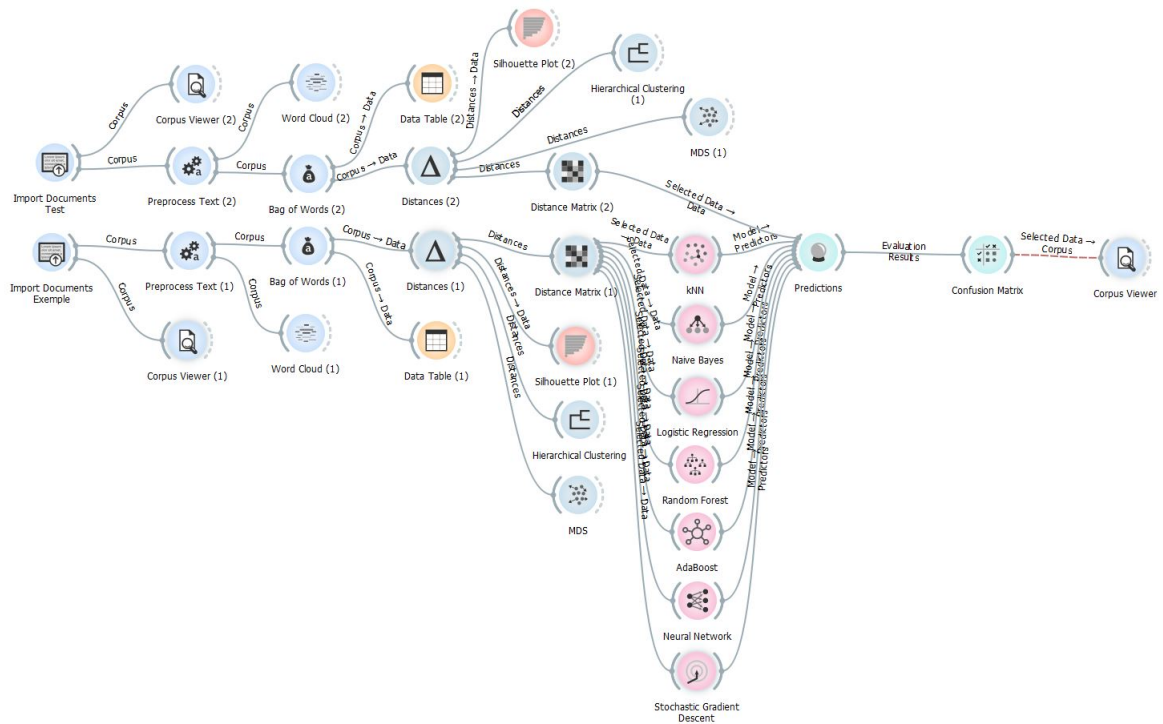 Silhouette Plot (2)
Hierarchical Clustering
(1)
Corpus Viewer (2)
Word Cloud (2)
Data Table (2)
MDS (1)
Corpus
Corpus
Corpus → Data
Distances → Data
Distances
Distances
Corpus
Corpus
Corpus → Data
Distances
Import Documents
Test
Preprocess Text (2)
Bag of Words (2)
Distances (2)
Distance Matrix (2)
Selected Data →
Data
Corpus
Corpus
Corpus → Data
Distances
Selected Data
→ Data
Model →
Predictors
Evaluation
Results
Selected Data →
Corpus
Import Documents
Exemple
Preprocess Text (1)
Bag of Words (1)
Distances (1)
Distance Matrix (1)
kNN
Predictions
Confusion Matrix
Corpus Viewer
Corpus
Corpus
Corpus → Data
Distances → Data
Distances
Distances
Corpus Viewer (1)
Word Cloud (1)
Data Table (1)
Silhouette Plot (1)
Naive Bayes
Hierarchical Clustering
Logistic Regression
MDS
Random Forest
AdaBoost
Neural Network
Stochastic Gradient
Descent